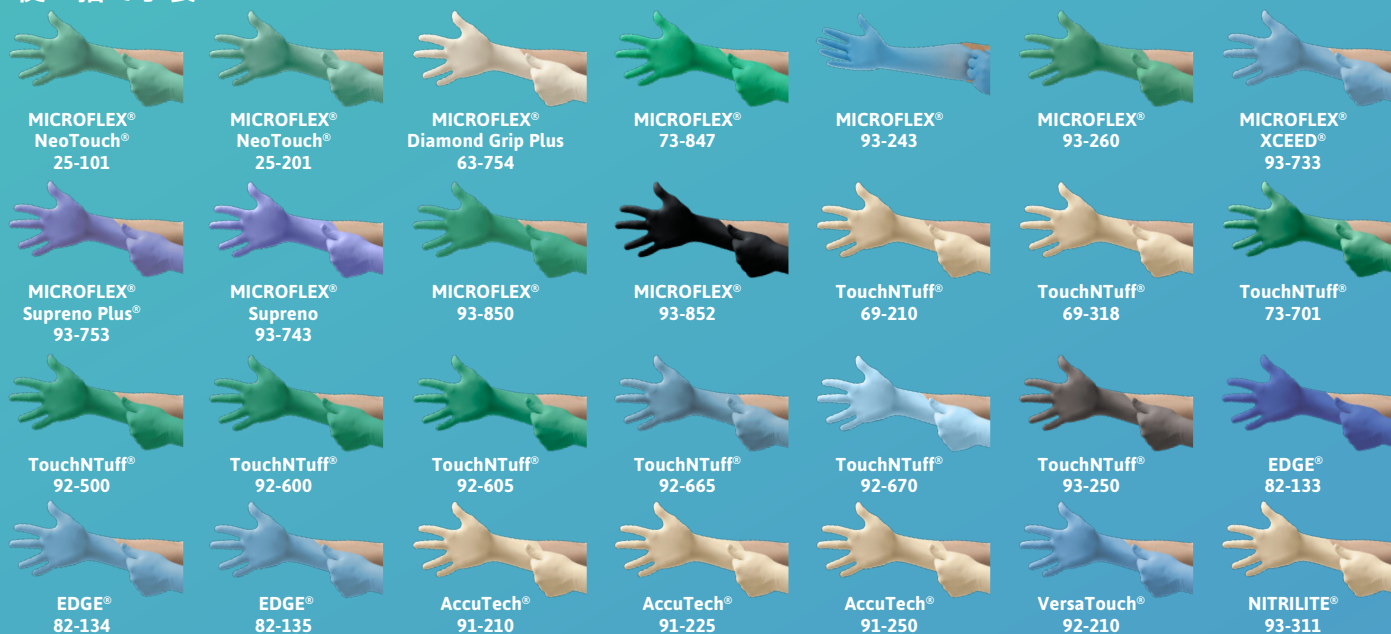 MICROFLEX®
NeoTouch®
25-101
MICROFLEX®
NeoTouch®
25-201
MICROFLEX®
Diamond Grip Plus
63-754
MICROFLEX®
73-847
MICROFLEX®
93-243
MICROFLEX®
93-260
MICROFLEX®
XCEED®
93-733
MICROFLEX®
Supreno Plus®
93-753
MICROFLEX®
Supreno
93-743
MICROFLEX®
93-850
MICROFLEX®
93-852
TouchNTuff®
69-210
TouchNTuff®
69-318
TouchNTuff®
73-701
TouchNTuff®
92-500
TouchNTuff®
92-600
TouchNTuff®
92-605
TouchNTuff®
92-665
TouchNTuff®
92-670
TouchNTuff®
93-250
EDGE®
82-133
EDGE®
82-134
EDGE®
82-135
AccuTech®
91-210
AccuTech®
91-225
AccuTech®
91-250
VersaTouch®
92-210
NITRILITE®
93-311